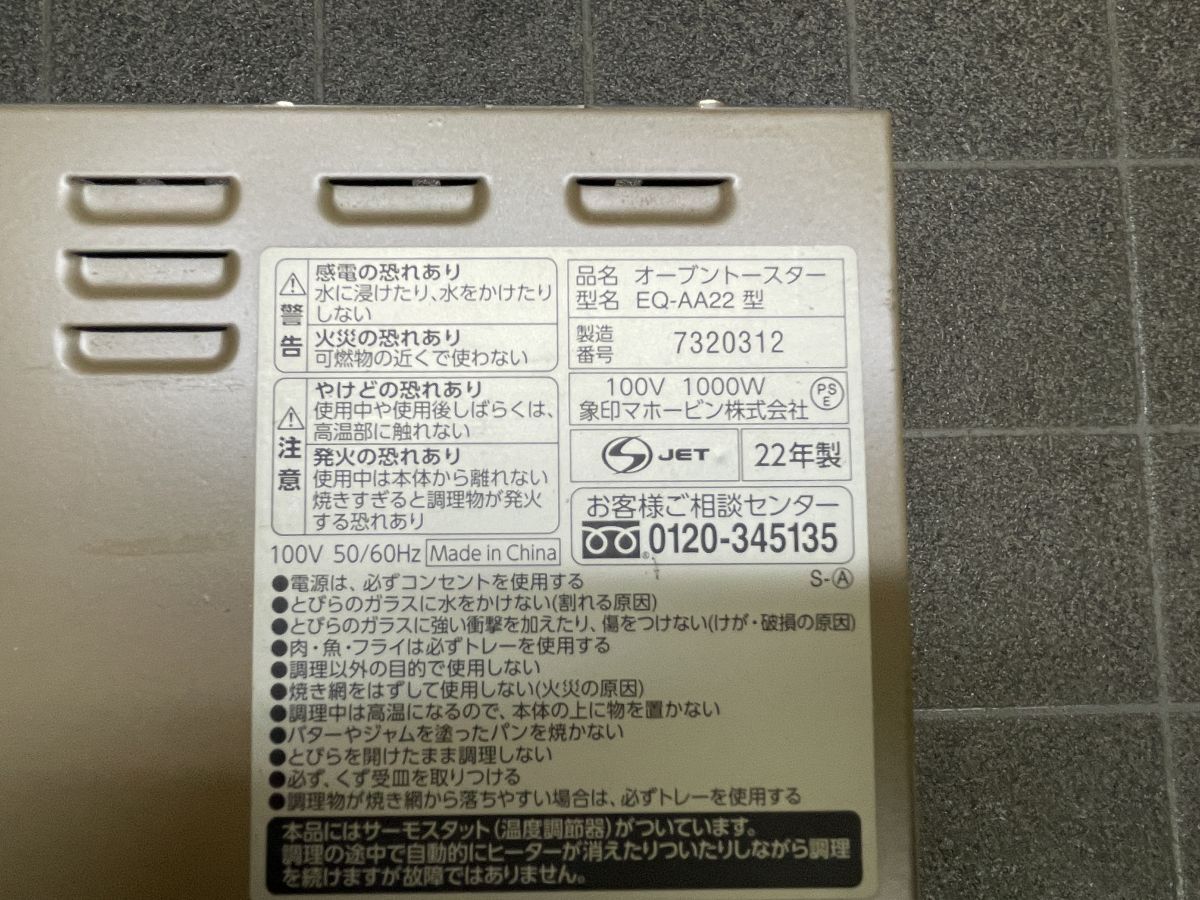 警告
感電の恐れあり
水に浸けたり、水をかけたり
しない
火災の恐れあり
可燃物の近くで使わない
注意
やけどの恐れあり
使用中や使用後しばらくは、
高温部に触れない
発火の恐れあり
使用中は本体から離れない
焼きすぎると調理物が発火
する恐れあり
100V 50/60Hz Made in China
品名 オーブントースター
型名 EQ-AA22 型
製造
番号 7320312
100V 1000W
象印マホービン株式会社
PS
E
S JET 22年製
お客様ご相談センター
0120-345135
S-Ⓐ
●電源は、必ずコンセントを使用する
●とびらのガラスに水をかけない(割れる原因)
●とびらのガラスに強い衝撃を加えたり、傷をつけない(けが・破損の原因)
●肉・魚・フライは必ずトレーを使用する
●調理以外の目的で使用しない
●焼き網をはずして使用しない(火災の原因)
●調理中は高温になるので、本体の上に物を置かない
●バターやジャムを塗ったパンを焼かない
●とびらを開けたまま調理しない
●必ず、くず受皿を取りつける
●調理物が焼き網から落ちやすい場合は、必ずトレーを使用する
本品にはサーモスタット(温度調節器)がついています。
調理の途中で自動的にヒーターが消えたりついたりしながら調理
を続けますが故障ではありません。